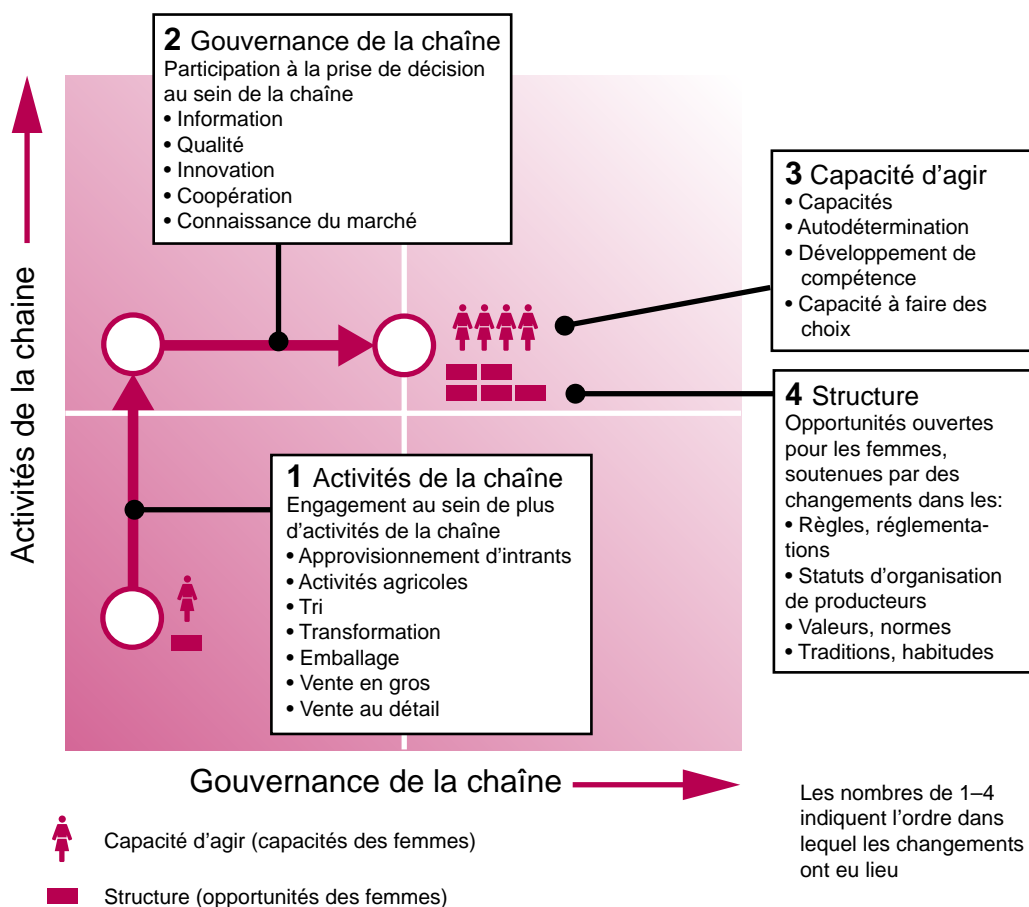 2 Gouvernance de la chaîne
Participation à la prise de décision
au sein de la chaîne
• Information
• Qualité
• Innovation
• Coopération
• Connaissance du marché
3 Capacité d’agir
• Capacités
• Autodétermination
• Développement de
compétence
• Capacité à faire des
choix
4 Structure
Opportunités ouvertes
pour les femmes,
soutenues par des
changements dans les:
• Règles, réglementa-
tions
• Statuts d’organisation
de producteurs
• Valeurs, normes
• Traditions, habitudes
1 Activités de la chaîne
Engagement au sein de plus
d’activités de la chaîne
• Approvisionnement d’intrants
• Activités agricoles
• Tri
• Transformation
• Emballage
• Vente en gros
• Vente au détail
Activités de la chaine
Gouvernance de la chaîne
Les nombres de 1–4
indiquent l’ordre dans
lequel les changements
ont eu lieu
Capacité d’agir (capacités des femmes)
Structure (opportunités des femmes)